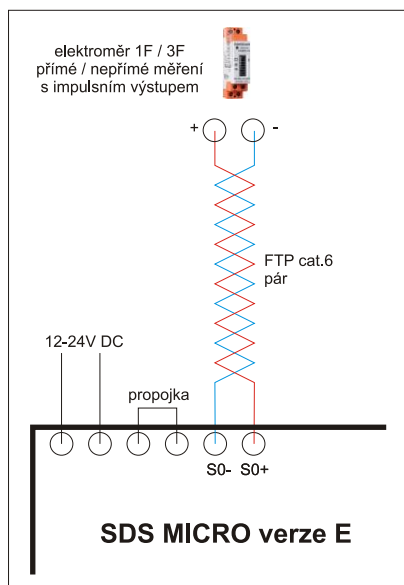 elektroměr 1F / 3F
přímé / nepřímé měření
s impulsním výstupem
+ -
FTP cat.6
pár
12-24V DC
propojka
S0- S0+
SDS MICRO verze E